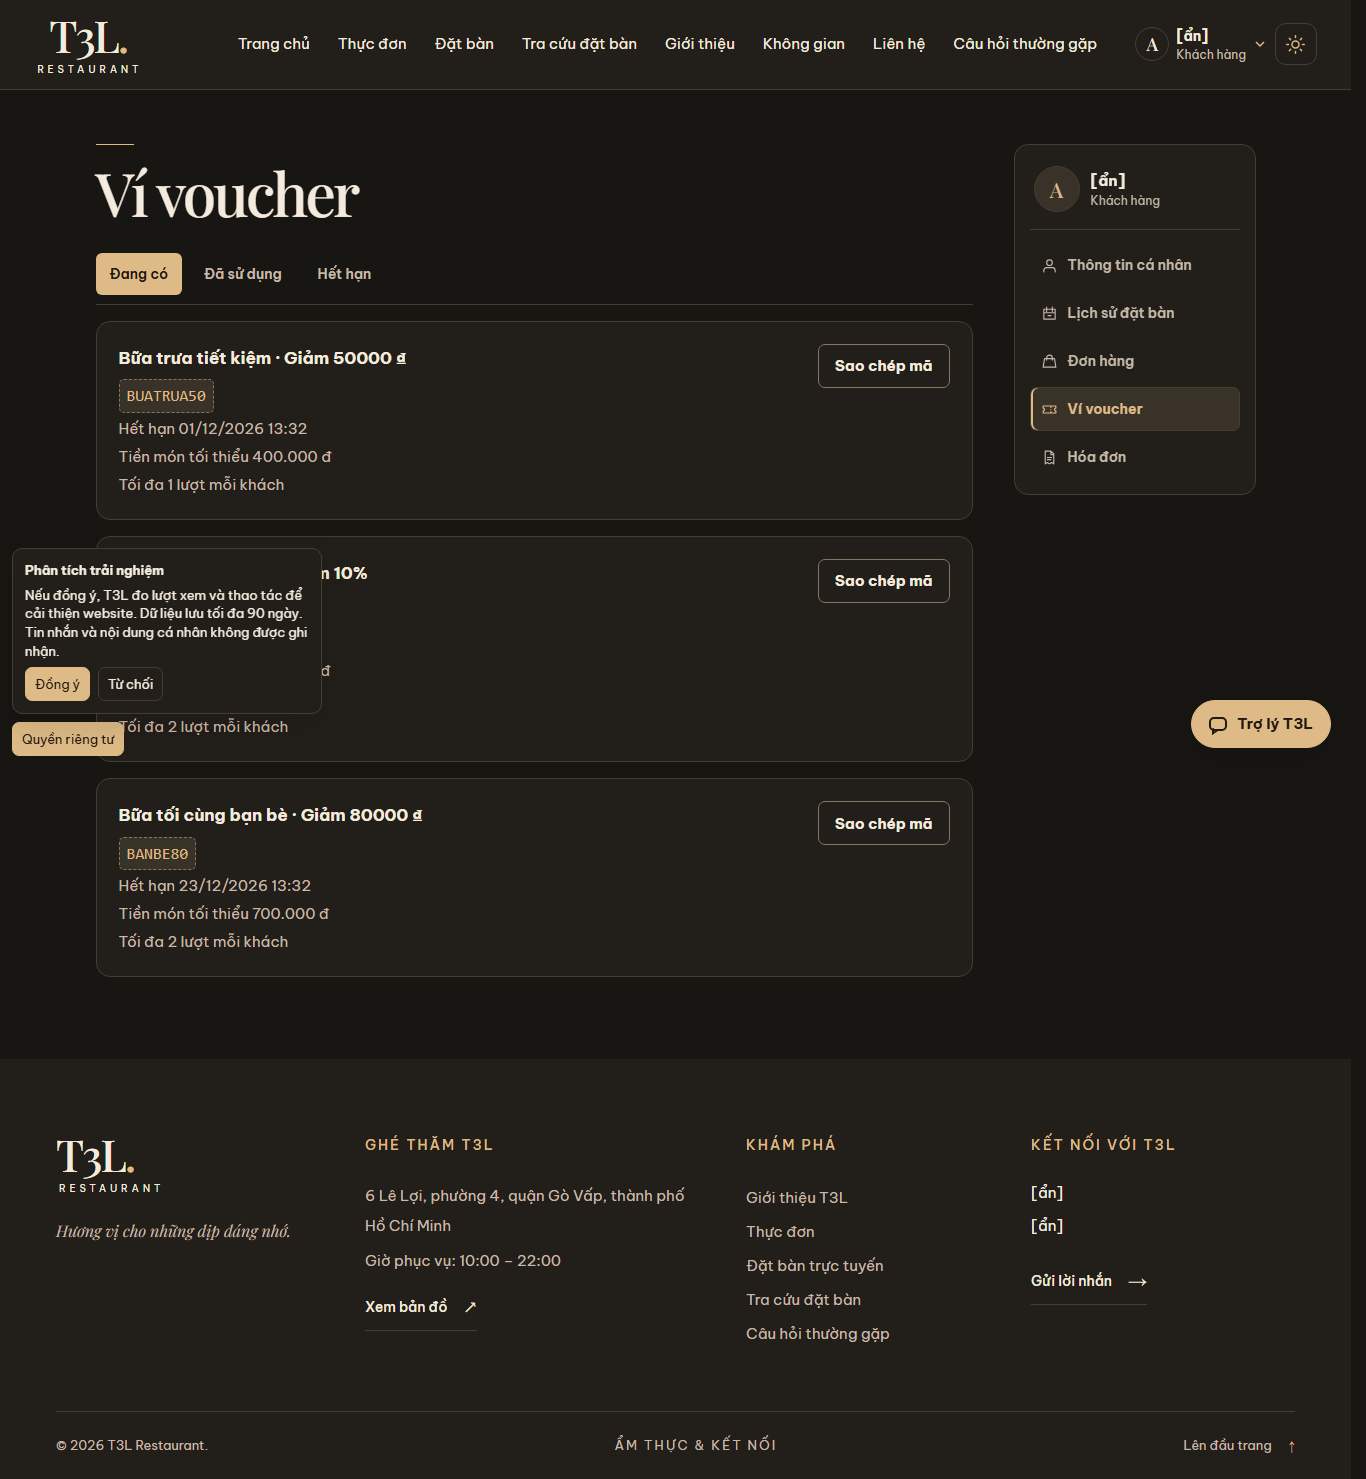 T3L.
RESTAURANT
Trang chủ
Thực đơn
Đặt bàn
Tra cứu đặt bàn
Giới thiệu
Không gian
Liên hệ
Câu hỏi thường gặp
A
[ẩn]
Khách hàng
Ví voucher
Đang có
Đã sử dụng
Hết hạn
Bữa trưa tiết kiệm · Giảm 50000 ₫
Sao chép mã
BUATRUA50
Hết hạn 01/12/2026 13:32
Tiền món tối thiểu 400.000 đ
Tối đa 1 lượt mỗi khách
10%
Sao chép mã
đ
Tối đa 2 lượt mỗi khách
Phân tích trải nghiệm
Nếu đồng ý, T3L đo lượt xem và thao tác để
cải thiện website. Dữ liệu lưu tối đa 90 ngày.
Tin nhắn và nội dung cá nhân không được ghi
nhận.
Đồng ý
Từ chối
Quyền riêng tư
Bữa tối cùng bạn bè · Giảm 80000 ₫
Sao chép mã
BANBE80
Hết hạn 23/12/2026 13:32
Tiền món tối thiểu 700.000 đ
Tối đa 2 lượt mỗi khách
A
[ẩn]
Khách hàng
Thông tin cá nhân
Lịch sử đặt bàn
Đơn hàng
Ví voucher
Hóa đơn
Trợ lý T3L
T3L.
RESTAURANT
Hương vị cho những dịp đáng nhớ.
GHÉ THĂM T3L
6 Lê Lợi, phường 4, quận Gò Vấp, thành phố
Hồ Chí Minh
Giờ phục vụ: 10:00 – 22:00
Xem bản đồ ↗
KHÁM PHÁ
Giới thiệu T3L
Thực đơn
Đặt bàn trực tuyến
Tra cứu đặt bàn
Câu hỏi thường gặp
KẾT NỐI VỚI T3L
[ẩn]
[ẩn]
Gửi lời nhắn →
© 2026 T3L Restaurant.
ẨM THỰC & KẾT NỐI
Lên đầu trang ↑